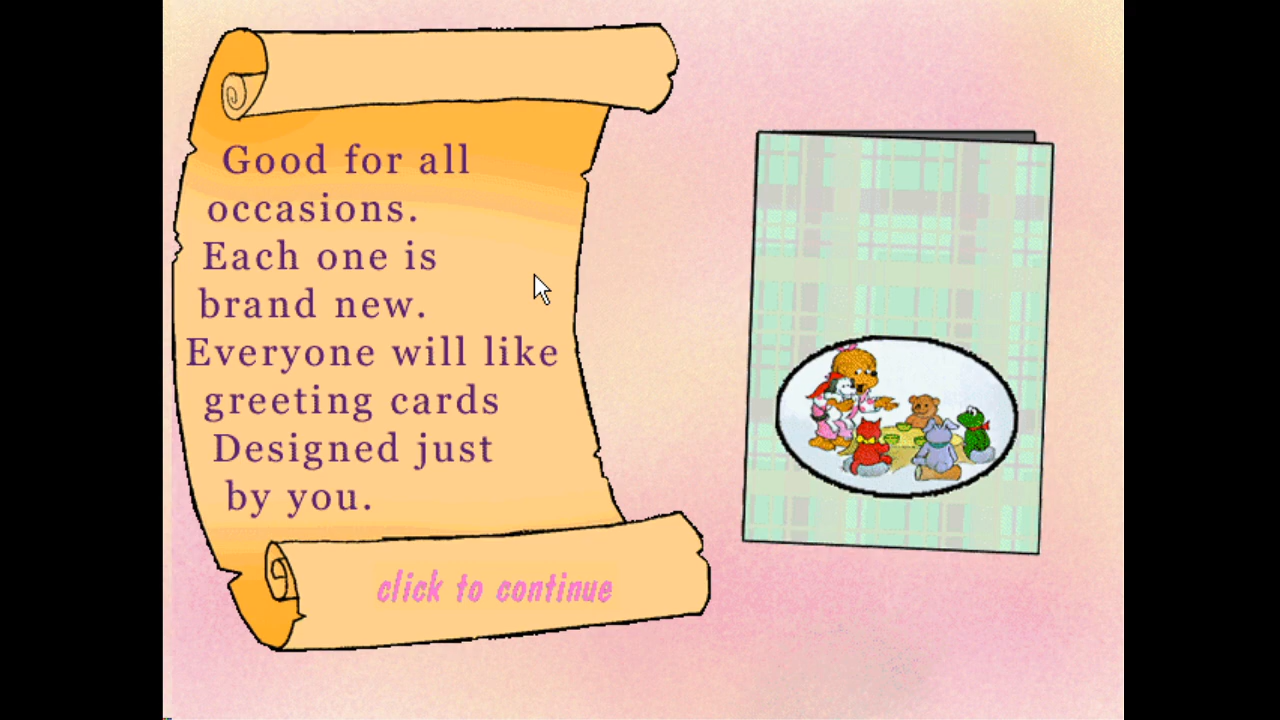 Good for all
occasions.
Each one is
brand new.
Everyone will like
greeting cards
Designed just
by you.
click to continue